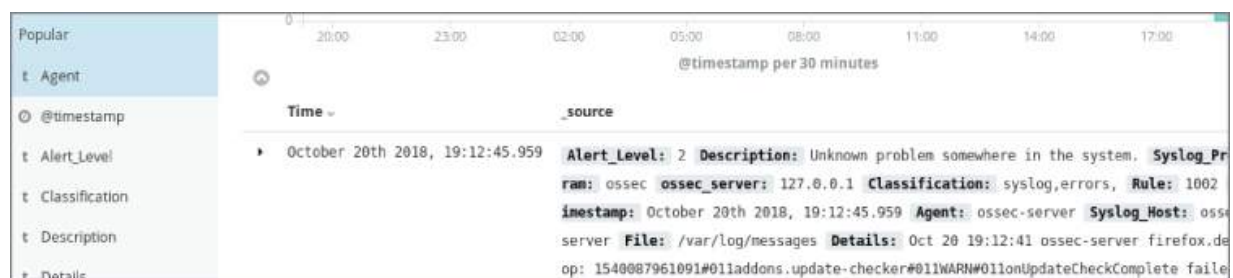 0
20:00 23:00 02:00 05:00 08:00 11:00 14:00 17:00
@timestamp per 30 minutes
Popular
t Agent
@timestamp
t Alert_Level
t Classification
t Description
t Details
Time _source
October 20th 2018, 19:12:45.959 Alert_Level: 2 Description: Unknown problem somewhere in the system. Syslog_Pr
ram: ossec ossec_server: 127.0.0.1 Classification: syslog,errors, Rule: 1002
imestamp: October 20th 2018, 19:12:45.959 Agent: ossec-server Syslog_Host: osse
server File: /var/log/messages Details: Oct 20 19:12:41 ossec-server firefox.de
op: 1540087961091#011addons.update-checker#011WARN#011onUpdateCheckComplete faile